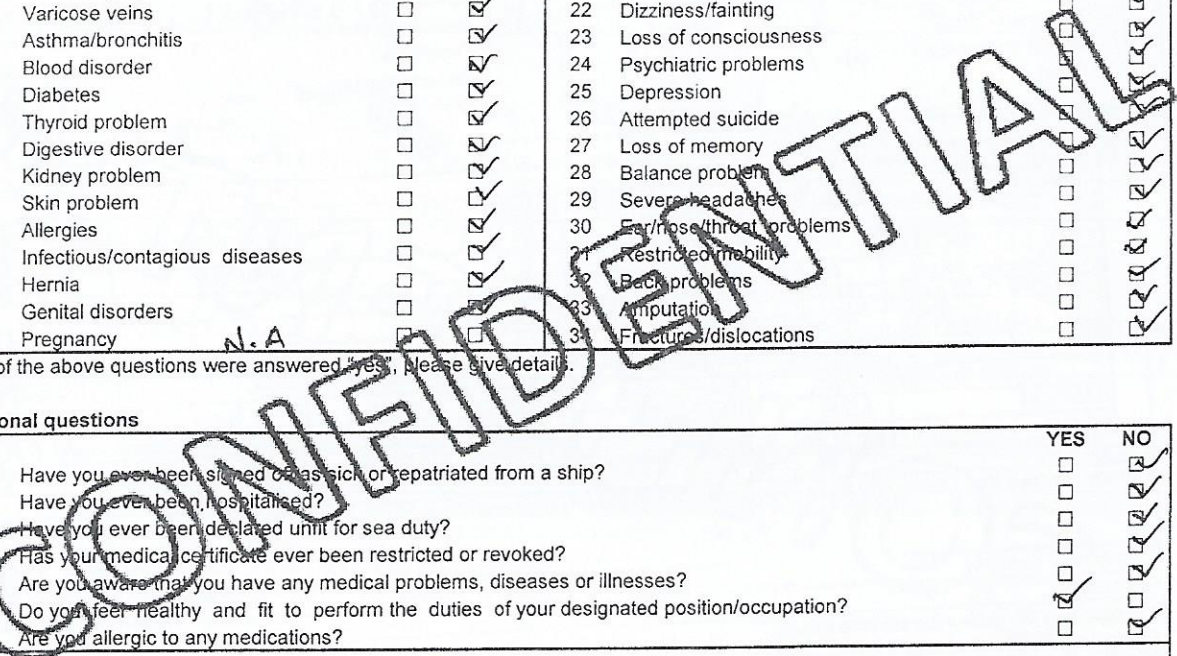 Varicose veins
Asthma/bronchitis
Blood disorder
Diabetes
Thyroid problem
Digestive disorder
Kidney problem
Skin problem
Allergies
Infectious/contagious diseases
Hernia
Genital disorders
Pregnancy N.A
22 Dizziness/fainting
23 Loss of consciousness
24 Psychiatric problems
25 Depression
26 Attempted suicide
27 Loss of memory
28 Balance problem
29 Severe headaches
30 Ear/nose/throat problems
31 Restricted mobility
32 Back problems
33 Amputation
34 Fractures/dislocations
of the above questions were answered "yes", please give details.
onal questions
YES NO
Have you ever been signed off as sick or repatriated from a ship?
Have you ever been hospitalised?
Have you ever been declared unfit for sea duty?
Has your medical certificate ever been restricted or revoked?
Are you aware that you have any medical problems, diseases or illnesses?
Do you feel healthy and fit to perform the duties of your designated position/occupation?
Are you allergic to any medications?
CONFIDENTIAL